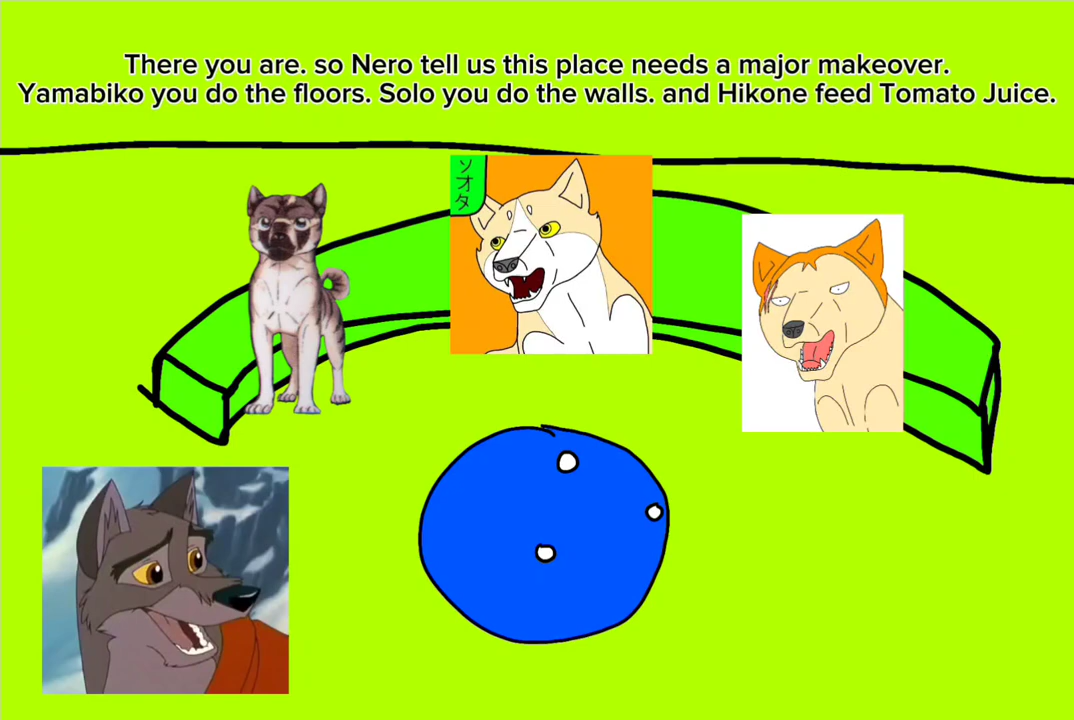 There you are. so Nero tell us this place needs a major makeover.
Yamabiko you do the floors. Solo you do the walls. and Hikone feed Tomato Juice.
ソオタ